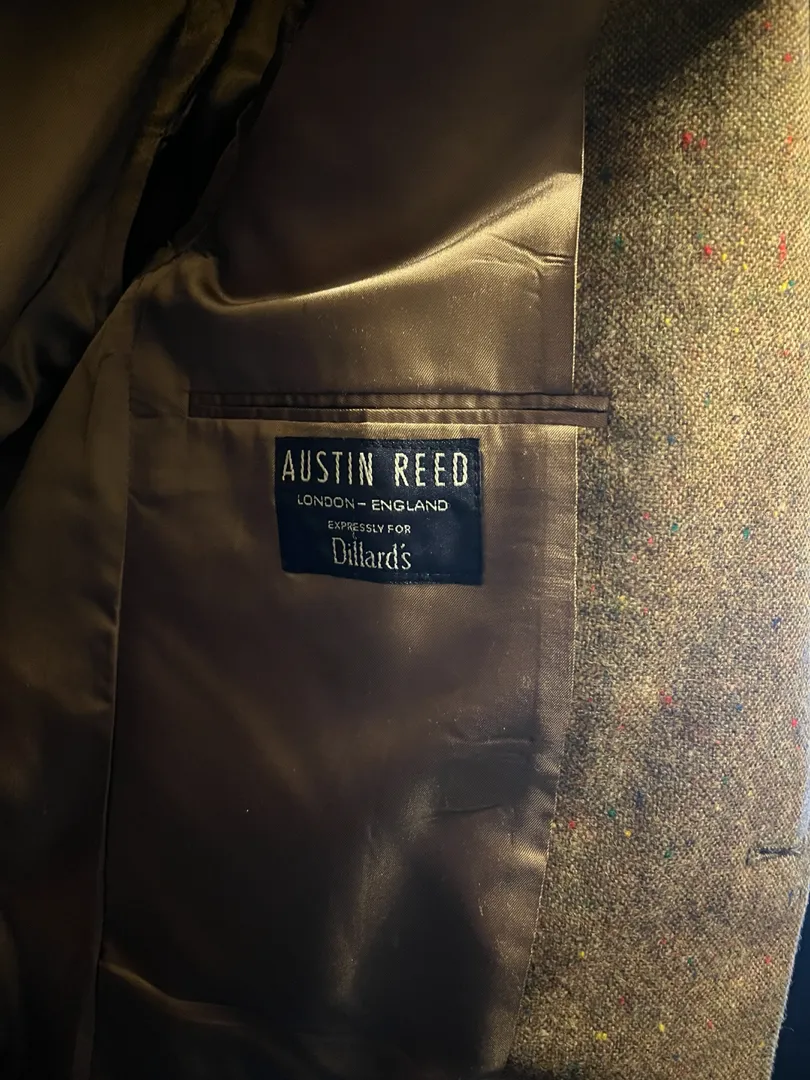 AUSTIN REED
LONDON – ENGLAND
EXPRESSLY FOR
Dillard's